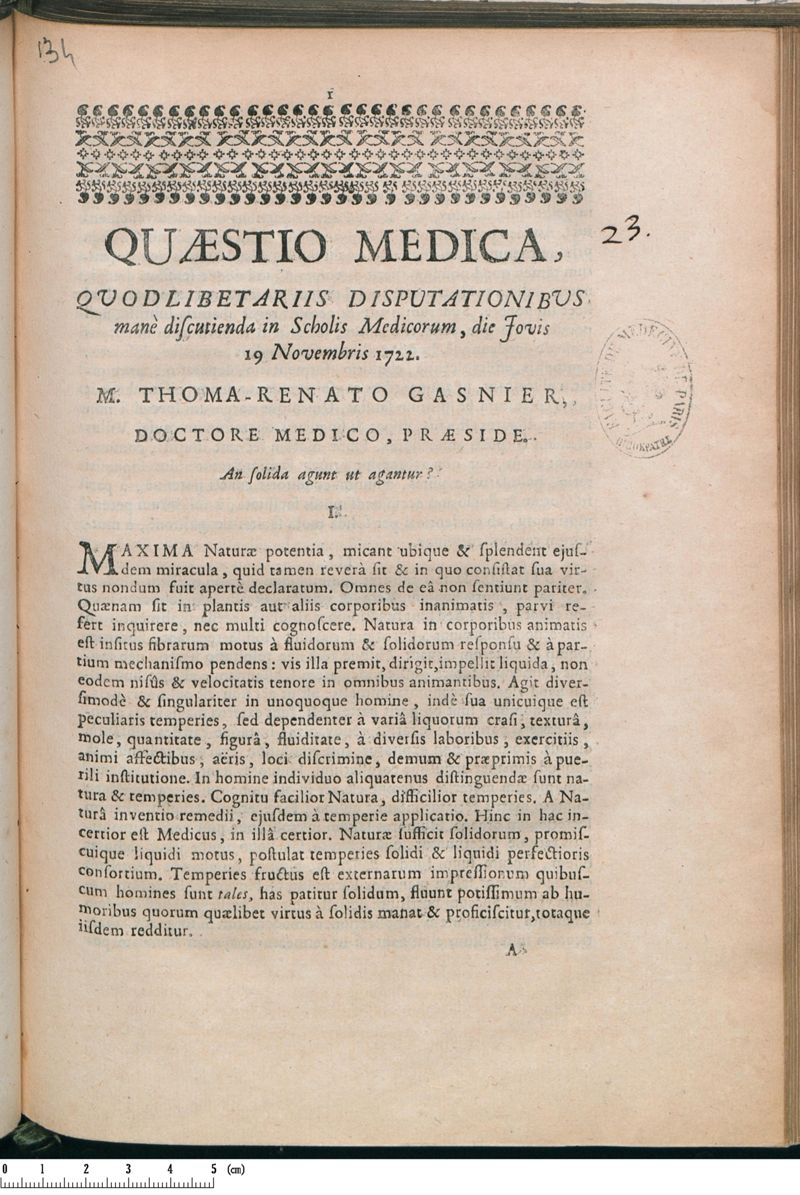 134
1
QUÆSTIO MEDICA,
23.
QVODLIBETARIIS DISPUTATIONIBVS
manè diſcutienda in Scholis Medicorum, die Jovis
19 Novembris 1722.
M. THOMA-RENATO GASNIER,
DOCTORE MEDICO, PRÆSIDE.
An ſolida agunt ut agantur?
I.
MAXIMA Naturæ potentia, micant ubique & ſplendent ejuſ-
dem miracula, quid tamen reverà ſit & in quo conſiſtat ſua vir-
tus nondum fuit apertè declaratum. Omnes de eâ non ſentiunt pariter.
Quænam ſit in plantis aut aliis corporibus inanimatis, parvi re-
fert inquirere, nec multi cognoſcere. Natura in corporibus animatis
eſt inſitus fibrarum motus à fluidorum & ſolidorum reſponſu & à par-
tium mechaniſmo pendens : vis illa premit, dirigit, impellit liquida, non
eodem niſûs & velocitatis tenore in omnibus animantibus. Agit diver-
ſimodè & ſingulariter in unoquoque homine, indè ſua unicuique eſt
peculiaris temperies, ſed dependenter à variâ liquorum craſi, texturâ,
mole, quantitate, figurâ, fluiditate, à diverſis laboribus, exercitiis,
animi affectibus, aëris, loci diſcrimine, demum & præprimis à pue-
rili inſtitutione. In homine individuo aliquatenus diſtinguendæ ſunt na-
tura & temperies. Cognitu facilior Natura, difficilior temperies. A Na-
turâ inventio remedii, ejuſdem à temperie applicatio. Hinc in hac in-
certior eſt Medicus, in illâ certior. Naturæ ſufficit ſolidorum, promiſ-
cuique liquidi motus, poſtulat temperies ſolidi & liquidi perfectioris
conſortium. Temperies fructus eſt externarum impreſſionum quibuſ-
cum homines ſunt tales, has patitur ſolidum, fluunt potiſſimum ab hu-
moribus quorum quælibet virtus à ſolidis manat & proficiſcitur, totaque
iiſdem redditur.
A
FACULTE DE MEDECINE DE PARIS
0 1 2 3 4 5 (cm)